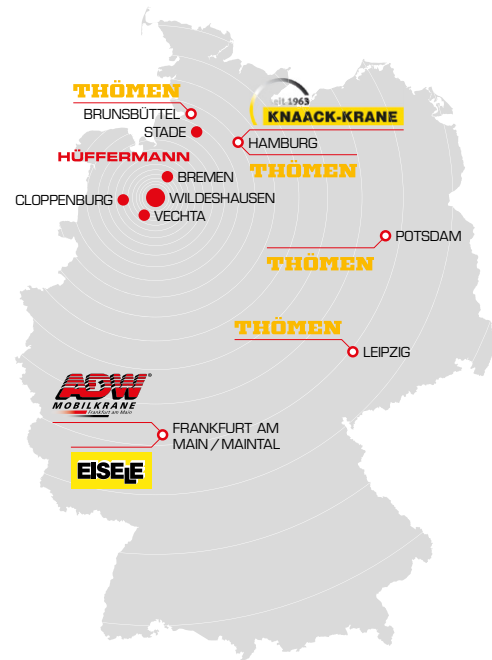 THÖMEN
BRUNSBÜTTEL
STADE
seit 1963
KNAACK-KRANE
HAMBURG
THÖMEN
HÜFFERMANN
BREMEN
CLOPPENBURG
WILDESHAUSEN
VECHTA
POTSDAM
THÖMEN
THÖMEN
LEIPZIG
ADW®
MOBILKRANE
Frankfurt am Main
FRANKFURT AM
MAIN / MAINTAL
EISELE